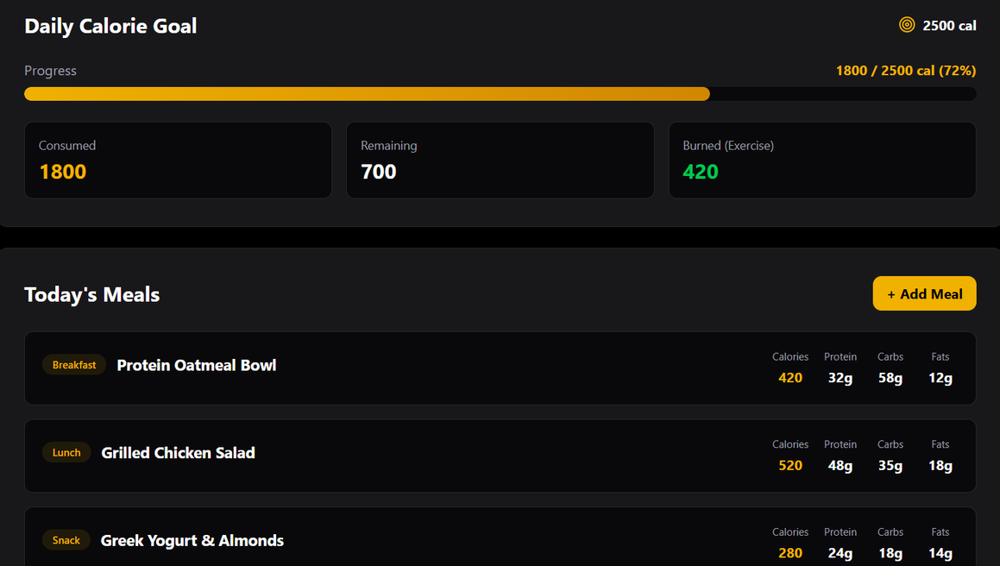 Daily Calorie Goal
2500 cal
Progress
1800 / 2500 cal (72%)
Consumed
1800
Remaining
700
Burned (Exercise)
420
Today's Meals
+ Add Meal
Breakfast
Protein Oatmeal Bowl
Calories Protein Carbs Fats
420 32g 58g 12g
Lunch
Grilled Chicken Salad
Calories Protein Carbs Fats
520 48g 35g 18g
Snack
Greek Yogurt & Almonds
Calories Protein Carbs Fats
280 24g 18g 14g